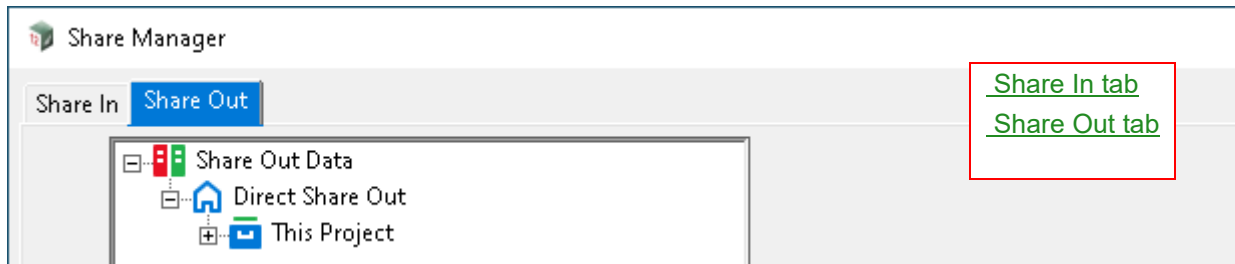 Share Manager
Share In
Share Out
Share In tab
Share Out tab
Share Out Data
Direct Share Out
This Project